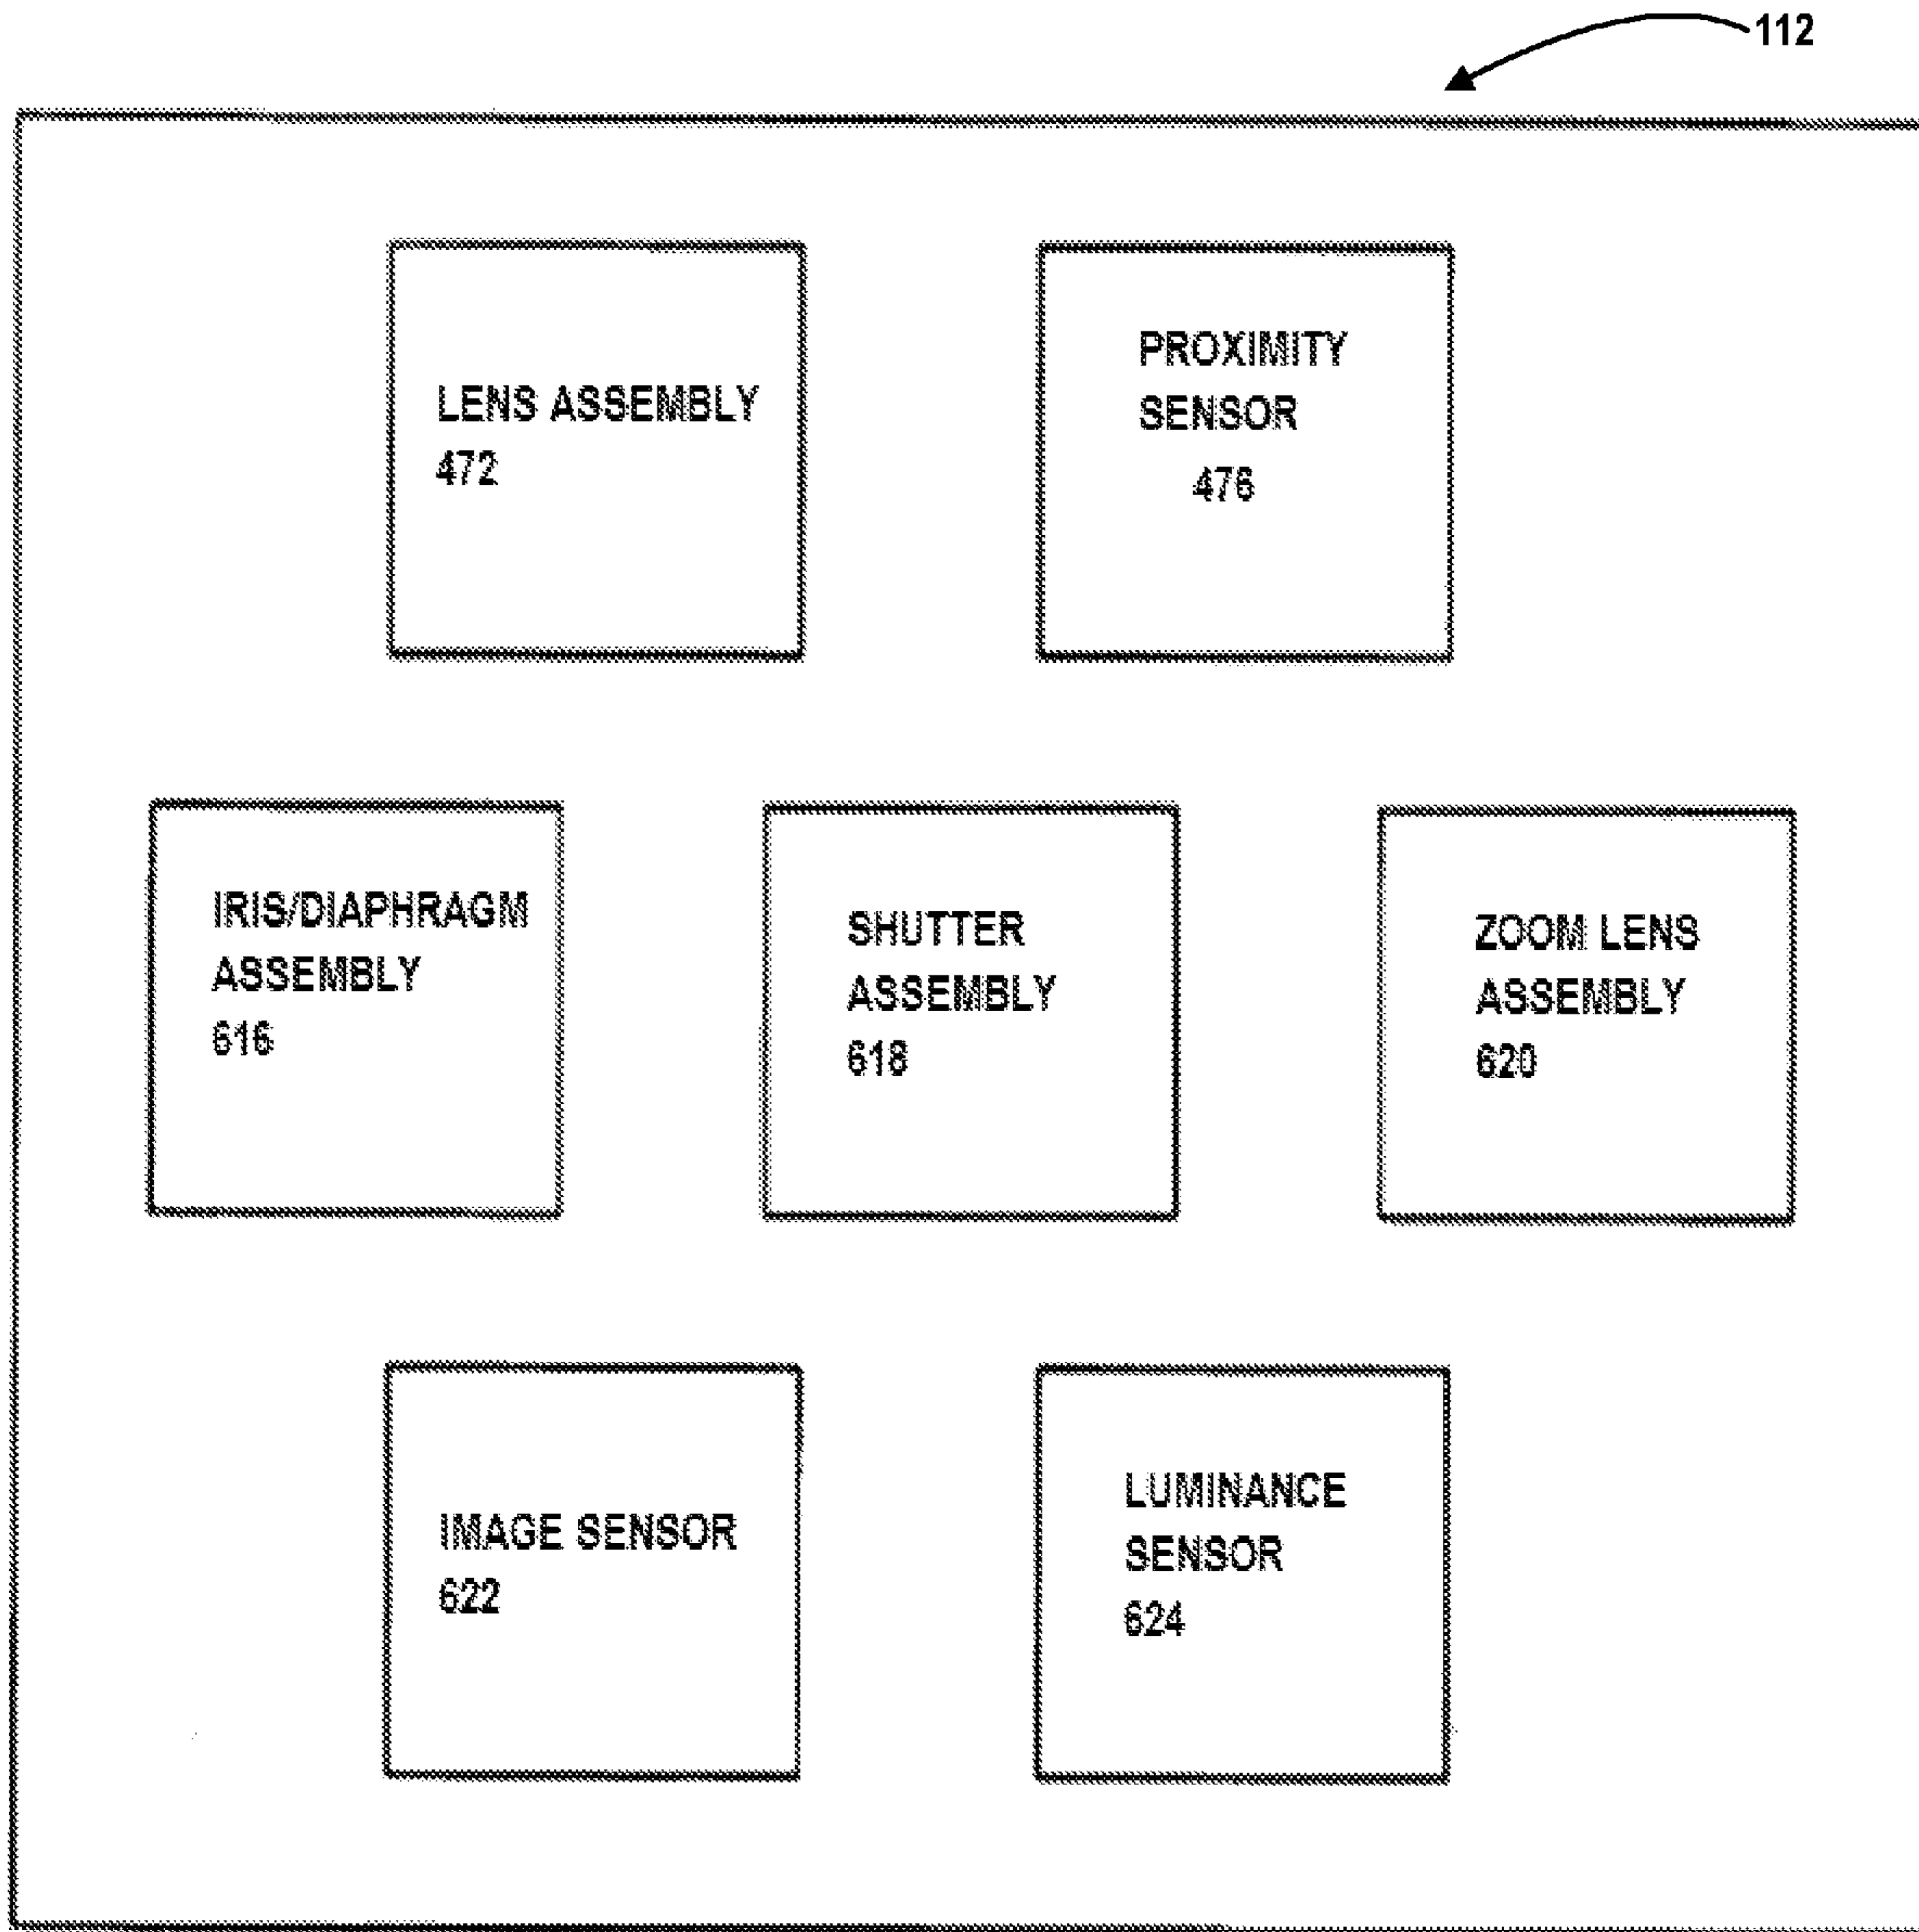 112
LENS ASSEMBLY
472
PROXIMITY
SENSOR
476
IRIS/DIAPHRAGM
ASSEMBLY
616
SHUTTER
ASSEMBLY
618
ZOOM LENS
ASSEMBLY
620
IMAGE SENSOR
622
LUMINANCE
SENSOR
624